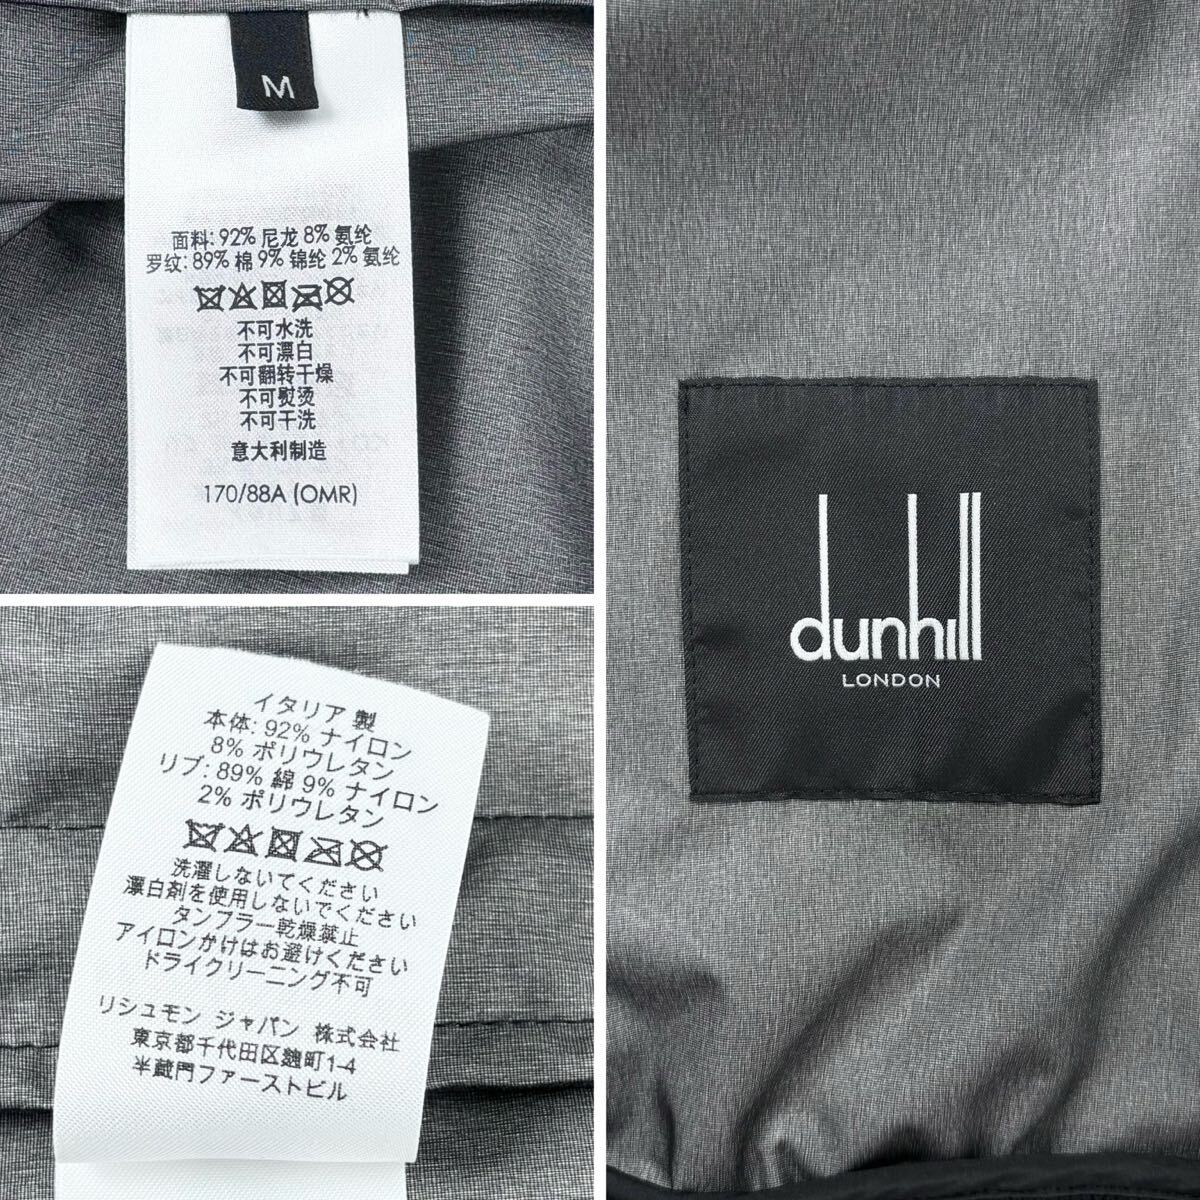 M
面料: 92% 尼龙 8% 氨纶
罗纹: 89% 棉 9% 锦纶 2% 氨纶
不可水洗
不可漂白
不可翻转干燥
不可熨烫
不可干洗
意大利制造
170/88A (OMR)
イタリア 製
本体: 92% ナイロン
8% ポリウレタン
リブ: 89% 綿 9% ナイロン
2% ポリウレタン
洗濯しないてください
漂白剤を使用しないでください
タンブラー乾燥禁止
アイロンかけはお避けください
ドライクリーニング不可
リシュモン ジャパン 株式会社
東京都千代田区麹町1-4
半蔵門ファーストビル
dunhill
LONDON